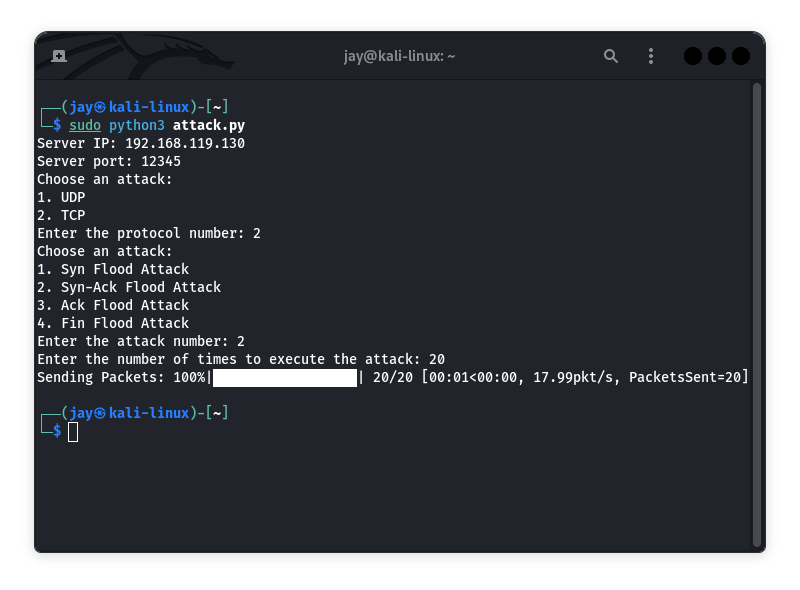 jay@kali-linux: ~
┌──(jay㉿kali-linux)-[~]
└─$ sudo python3 attack.py
Server IP: 192.168.119.130
Server port: 12345
Choose an attack:
1. UDP
2. TCP
Enter the protocol number: 2
Choose an attack:
1. Syn Flood Attack
2. Syn-Ack Flood Attack
3. Ack Flood Attack
4. Fin Flood Attack
Enter the attack number: 2
Enter the number of times to execute the attack: 20
Sending Packets: 100%|██████████████████| 20/20 [00:01<00:00, 17.99pkt/s, PacketsSent=20]
┌──(jay㉿kali-linux)-[~]
└─$